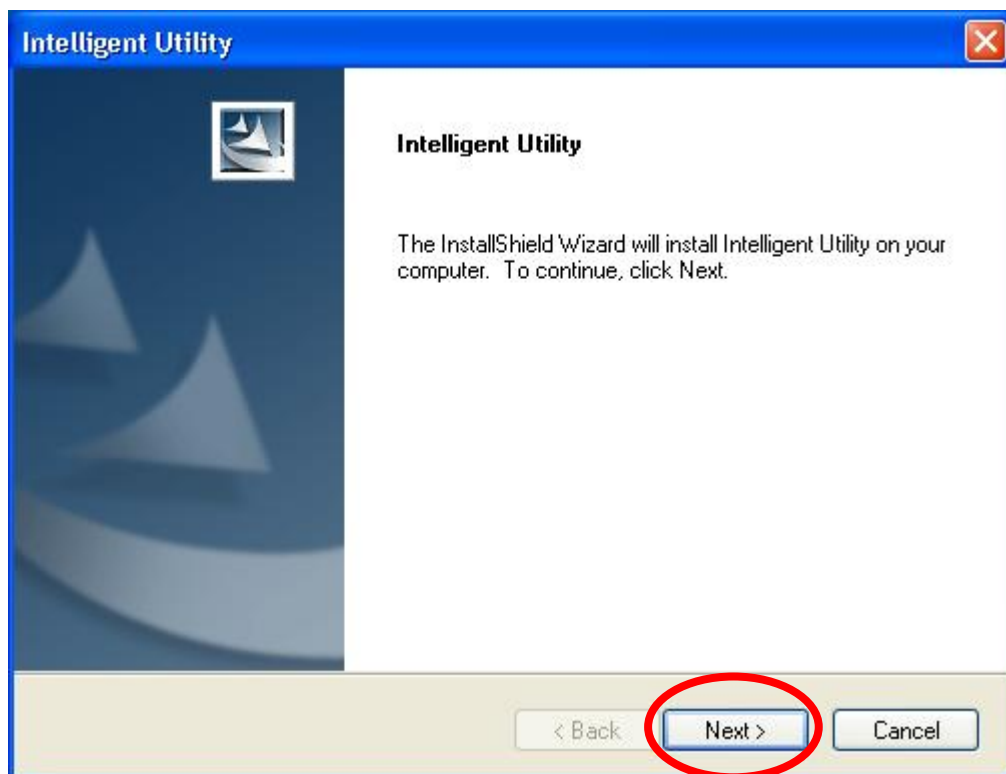 Intelligent Utility
Intelligent Utility
The InstallShield Wizard will install Intelligent Utility on your
computer. To continue, click Next.
< Back Next > Cancel